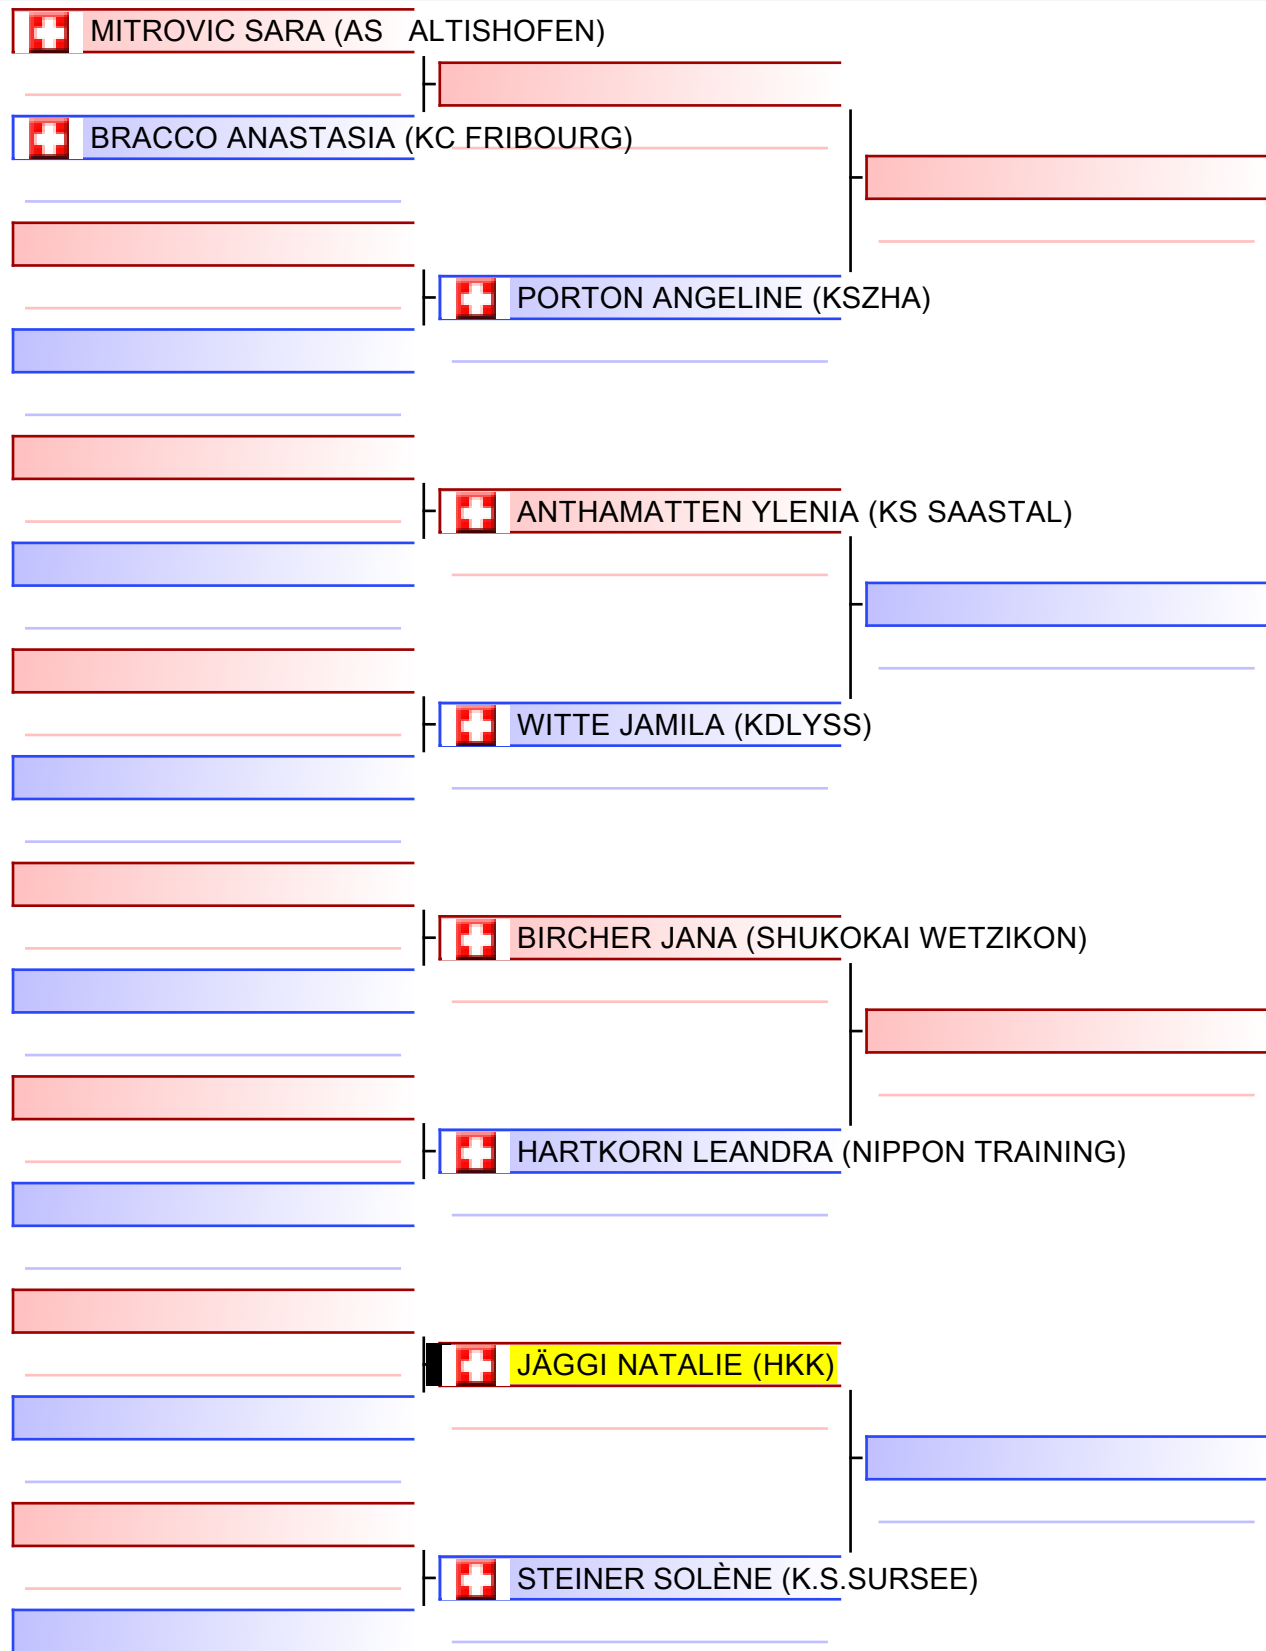 MITROVIC SARA (AS   ALTISHOFEN)
BRACCO ANASTASIA (KC FRIBOURG)
PORTON ANGELINE (KSZHA)
ANTHAMATTEN YLENIA (KS SAASTAL)
WITTE JAMILA (KDLYSS)
BIRCHER JANA (SHUKOKAI WETZIKON)
HARTKORN LEANDRA (NIPPON TRAINING)
JÄGGI NATALIE (HKK)
STEINER SOLÈNE (K.S.SURSEE)